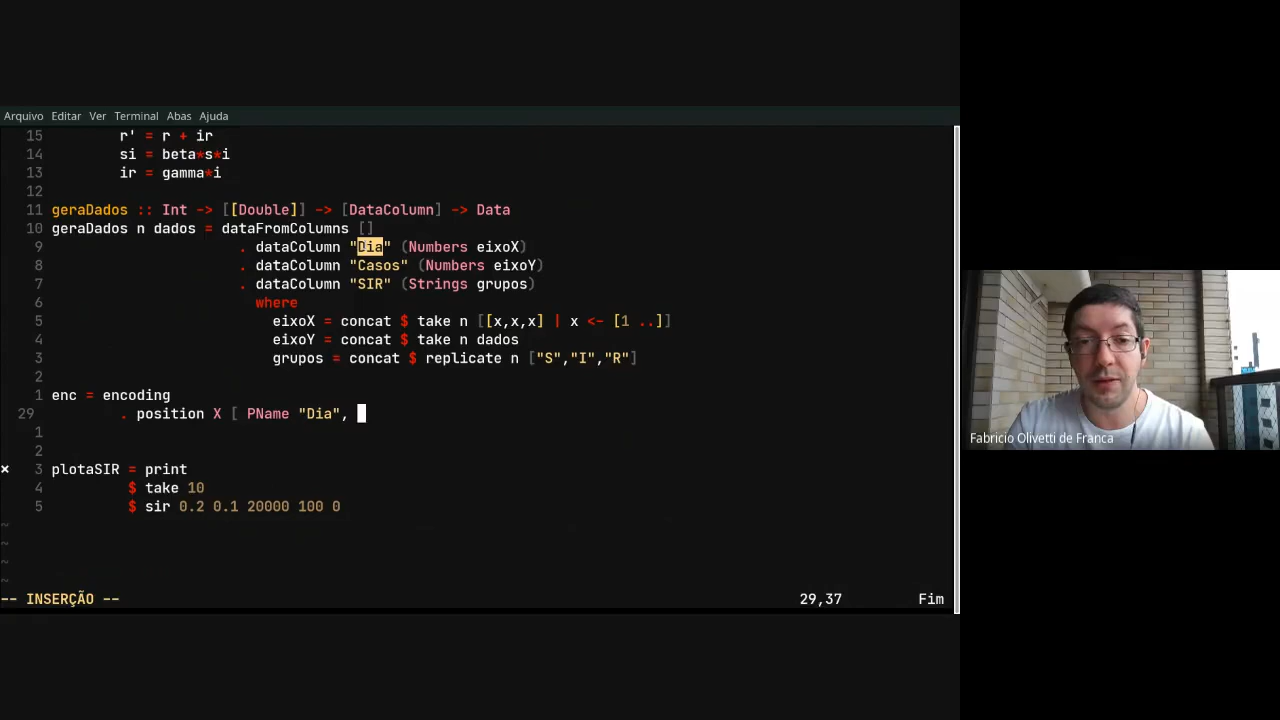 Arquivo Editar Ver Terminal Abas Ajuda
15 r' = r + ir
14 si = beta*s*i
13 ir = gamma*i
12
11 geraDados :: Int -> [[Double]] -> [DataColumn] -> Data
10 geraDados n dados = dataFromColumns []
9 . dataColumn "Dia" (Numbers eixoX)
8 . dataColumn "Casos" (Numbers eixoY)
7 . dataColumn "SIR" (Strings grupos)
6 where
5 eixoX = concat $ take n [[x,x,x] | x <- [1 ..]]
4 eixoY = concat $ take n dados
3 grupos = concat $ replicate n ["S","I","R"]
2
1 enc = encoding
29 . position X [ PName "Dia",
1
2
× 3 plotaSIR = print
4 $ take 10
5 $ sir 0.2 0.1 20000 100 0
~
~
~
~
-- INSERÇÃO -- 29,37 Fim
Fabricio Olivetti de Franca